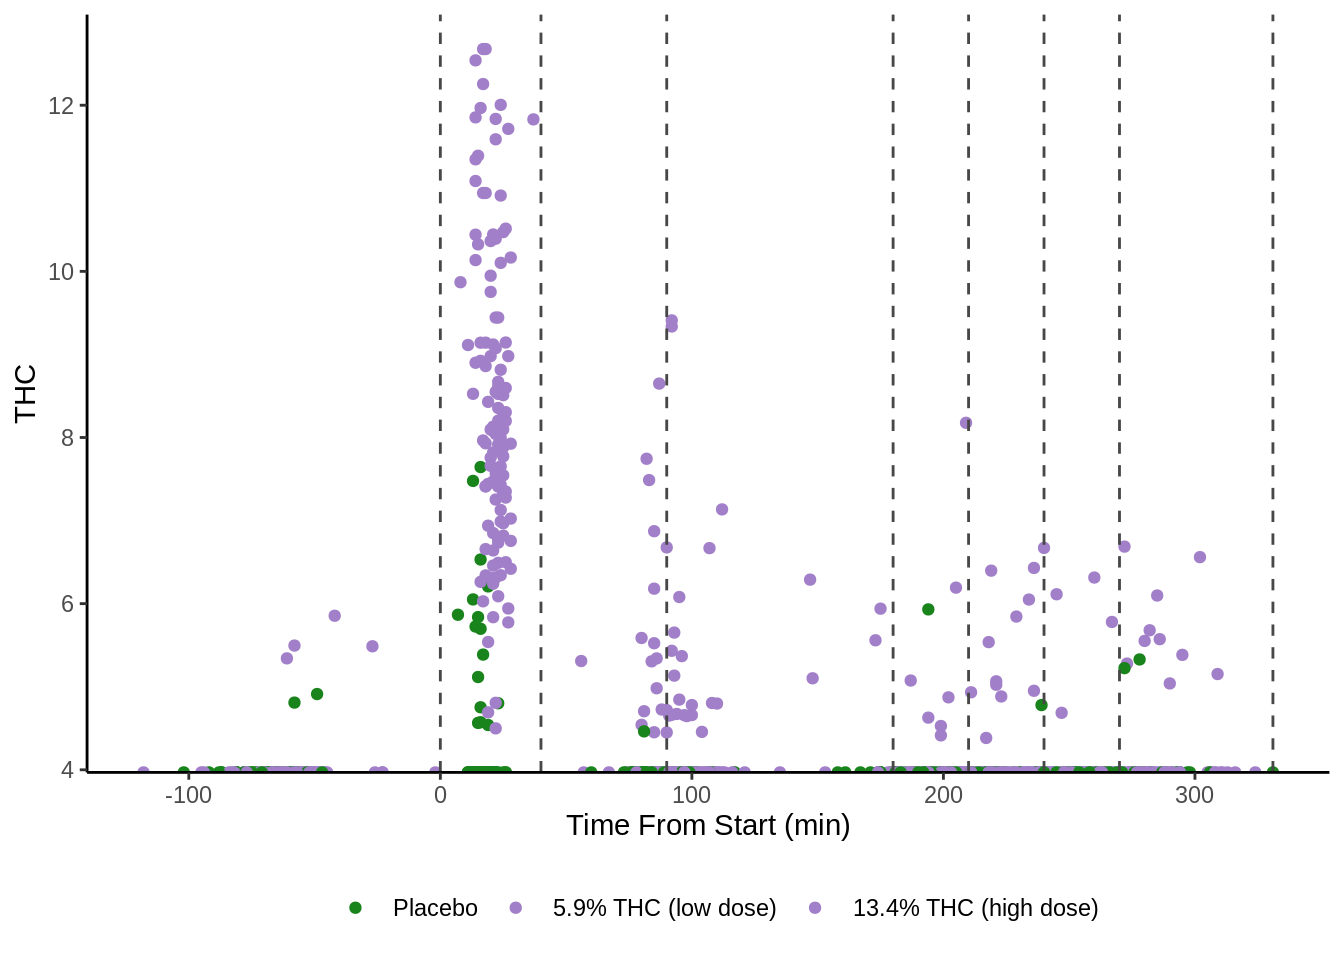 12
10
8
6
4
THC
-100 0 100 200 300
Time From Start (min)
Placebo 5.9% THC (low dose) 13.4% THC (high dose)